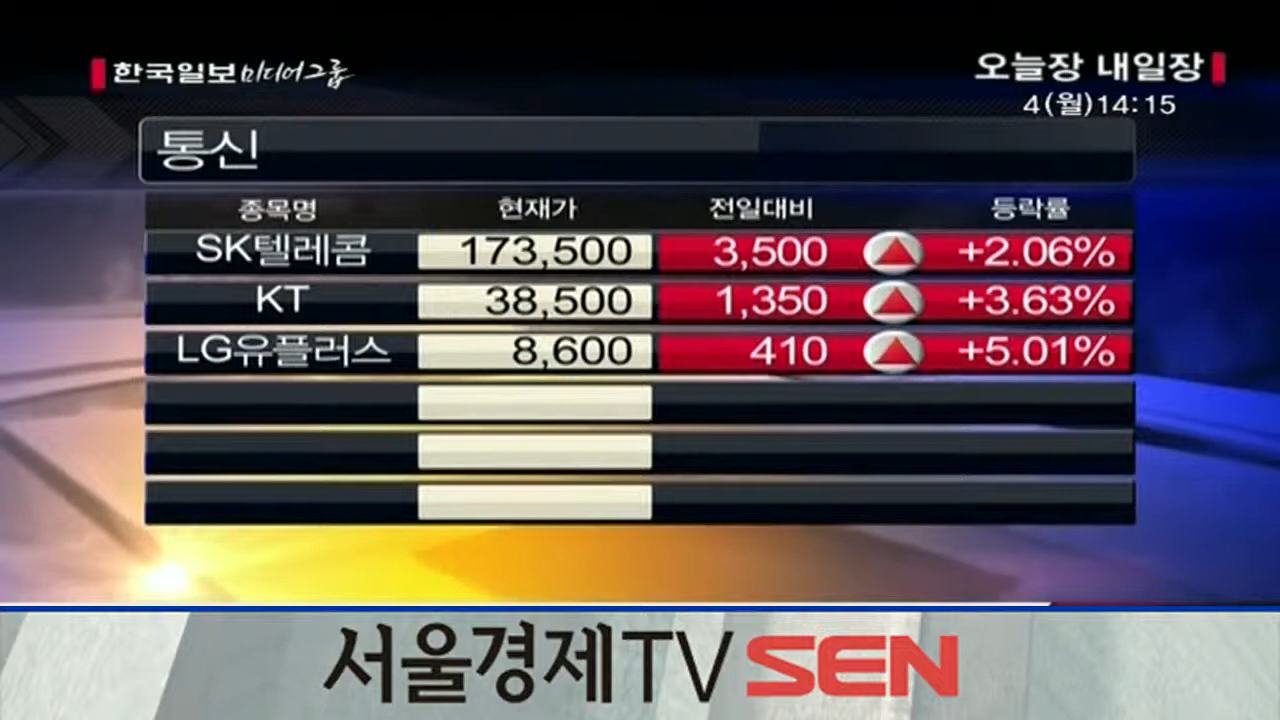 한국일보 미디어그룹
오늘장 내일장
4(월)14:15
통신
종목명 현재가 전일대비 등락률
SK텔레콤 173,500 3,500 ▲ +2.06%
KT 38,500 1,350 ▲ +3.63%
LG유플러스 8,600 410 ▲ +5.01%
서울경제TV SEN